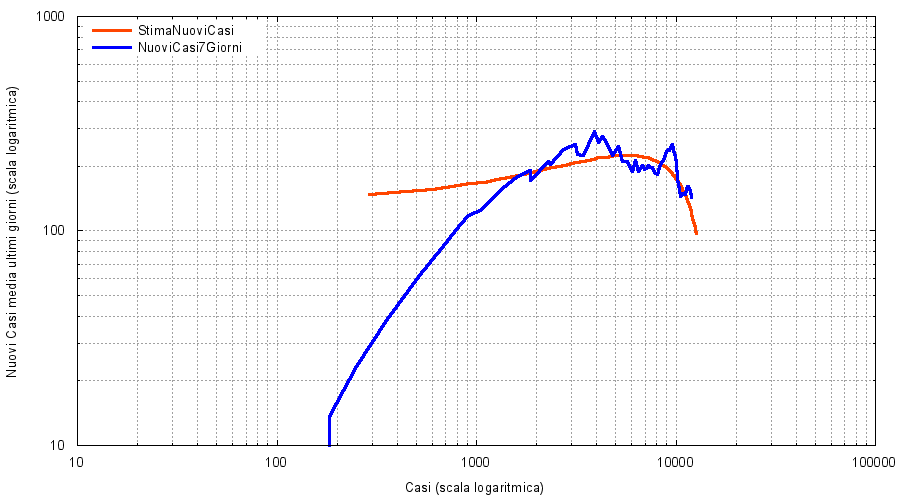 1000
StimaNuoviCasi
NuoviCasi7Giorni
Nuovi Casi media ultimi giorni (scala logaritmica)
100
10
10 100 1000 10000 100000
Casi (scala logaritmica)